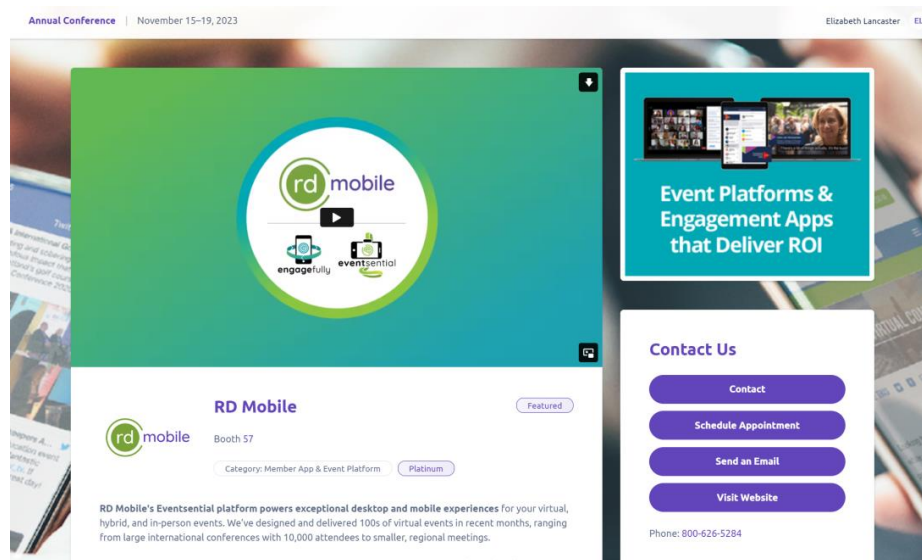 Annual Conference | November 15–19, 2023
Elizabeth Lancaster
rd mobile
engagefully
eventsential
Event Platforms &
Engagement Apps
that Deliver ROI
rd mobile
RD Mobile
Featured
Booth 57
Category: Member App & Event Platform
Platinum
RD Mobile's Eventsential platform powers exceptional desktop and mobile experiences for your virtual,
hybrid, and in-person events. We've designed and delivered 100s of virtual events in recent months, ranging
from large international conferences with 10,000 attendees to smaller, regional meetings.
Contact Us
Contact
Schedule Appointment
Send an Email
Visit Website
Phone: 800-626-5284